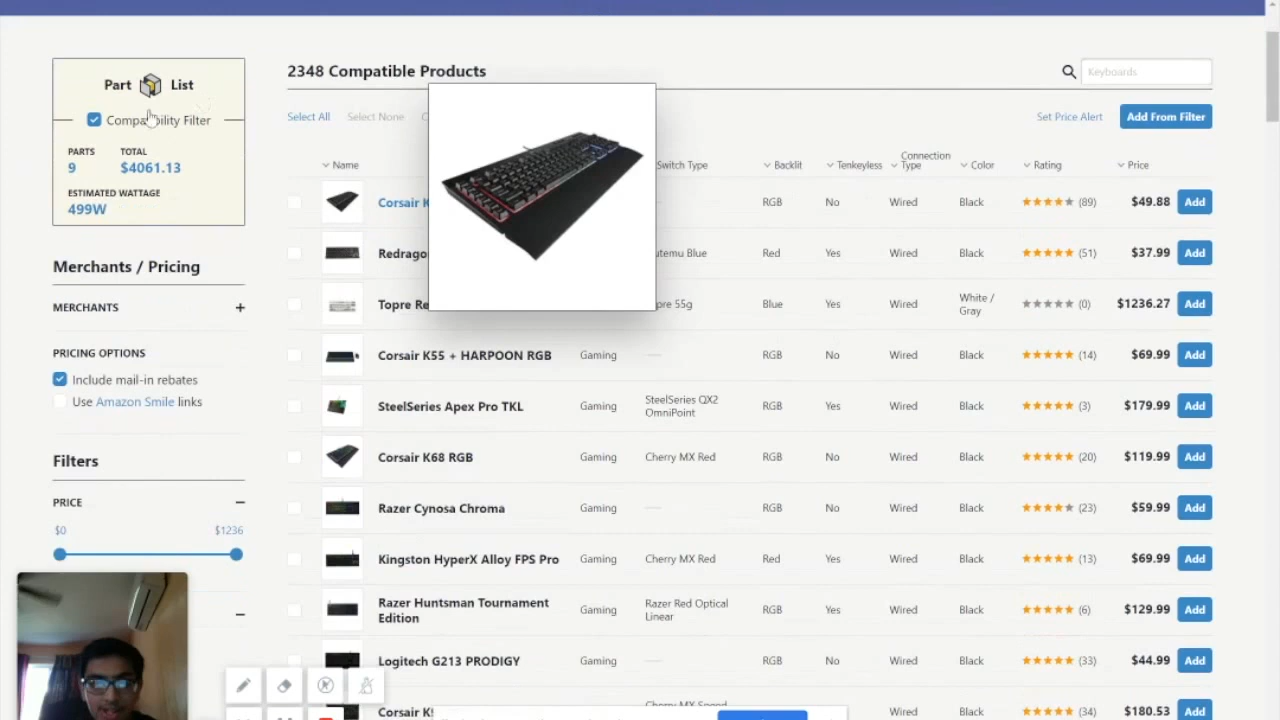 Part List
Compatibility Filter
PARTS TOTAL
9 $4061.13
ESTIMATED WATTAGE
499W
Merchants / Pricing
MERCHANTS +
PRICING OPTIONS
Include mail-in rebates
Use Amazon Smile links
Filters
PRICE
$0 $1236
2348 Compatible Products
Keyboards
Select All Select None
Set Price Alert Add From Filter
Name Switch Type Backlit Tenkeyless Connection Type Color Rating Price
Corsair RGB No Wired Black (89) $49.88 Add
Red Yes Wired Black (51) $37.99 Add
Topre 55g Blue Yes Wired White / Gray (0) $1236.27 Add
Corsair K55 + HARPOON RGB Gaming RGB No Wired Black (14) $69.99 Add
SteelSeries Apex Pro TKL Gaming SteelSeries QX2 OmniPoint RGB Yes Wired Black (3) $179.99 Add
Corsair K68 RGB Gaming Cherry MX Red RGB No Wired Black (20) $119.99 Add
Razer Cynosa Chroma Gaming RGB No Wired Black (23) $59.99 Add
Kingston HyperX Alloy FPS Pro Gaming Cherry MX Red Red Yes Wired Black (13) $69.99 Add
Razer Huntsman Tournament Edition Gaming Razer Red Optical Linear RGB Yes Wired Black (6) $129.99 Add
Logitech G213 PRODIGY Gaming RGB No Wired Black (33) $44.99 Add
Corsair Cherry MX Speed Wired Black (34) $180.53 Add